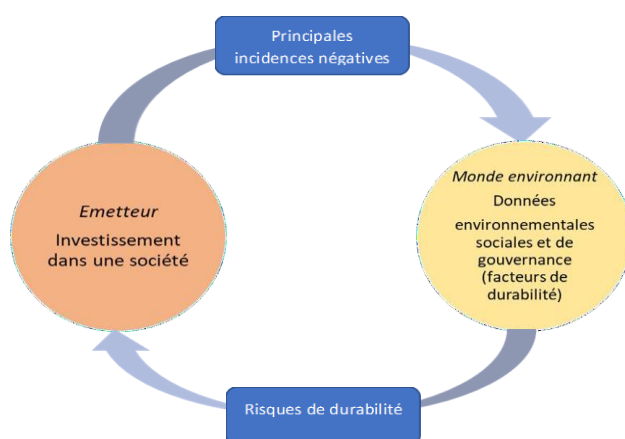 Principales
incidences négatives
Emetteur
Investissement
dans une société
Monde environnant
Données
environnementales
sociales et de
gouvernance
(facteurs de
durabilité)
Risques de durabilité